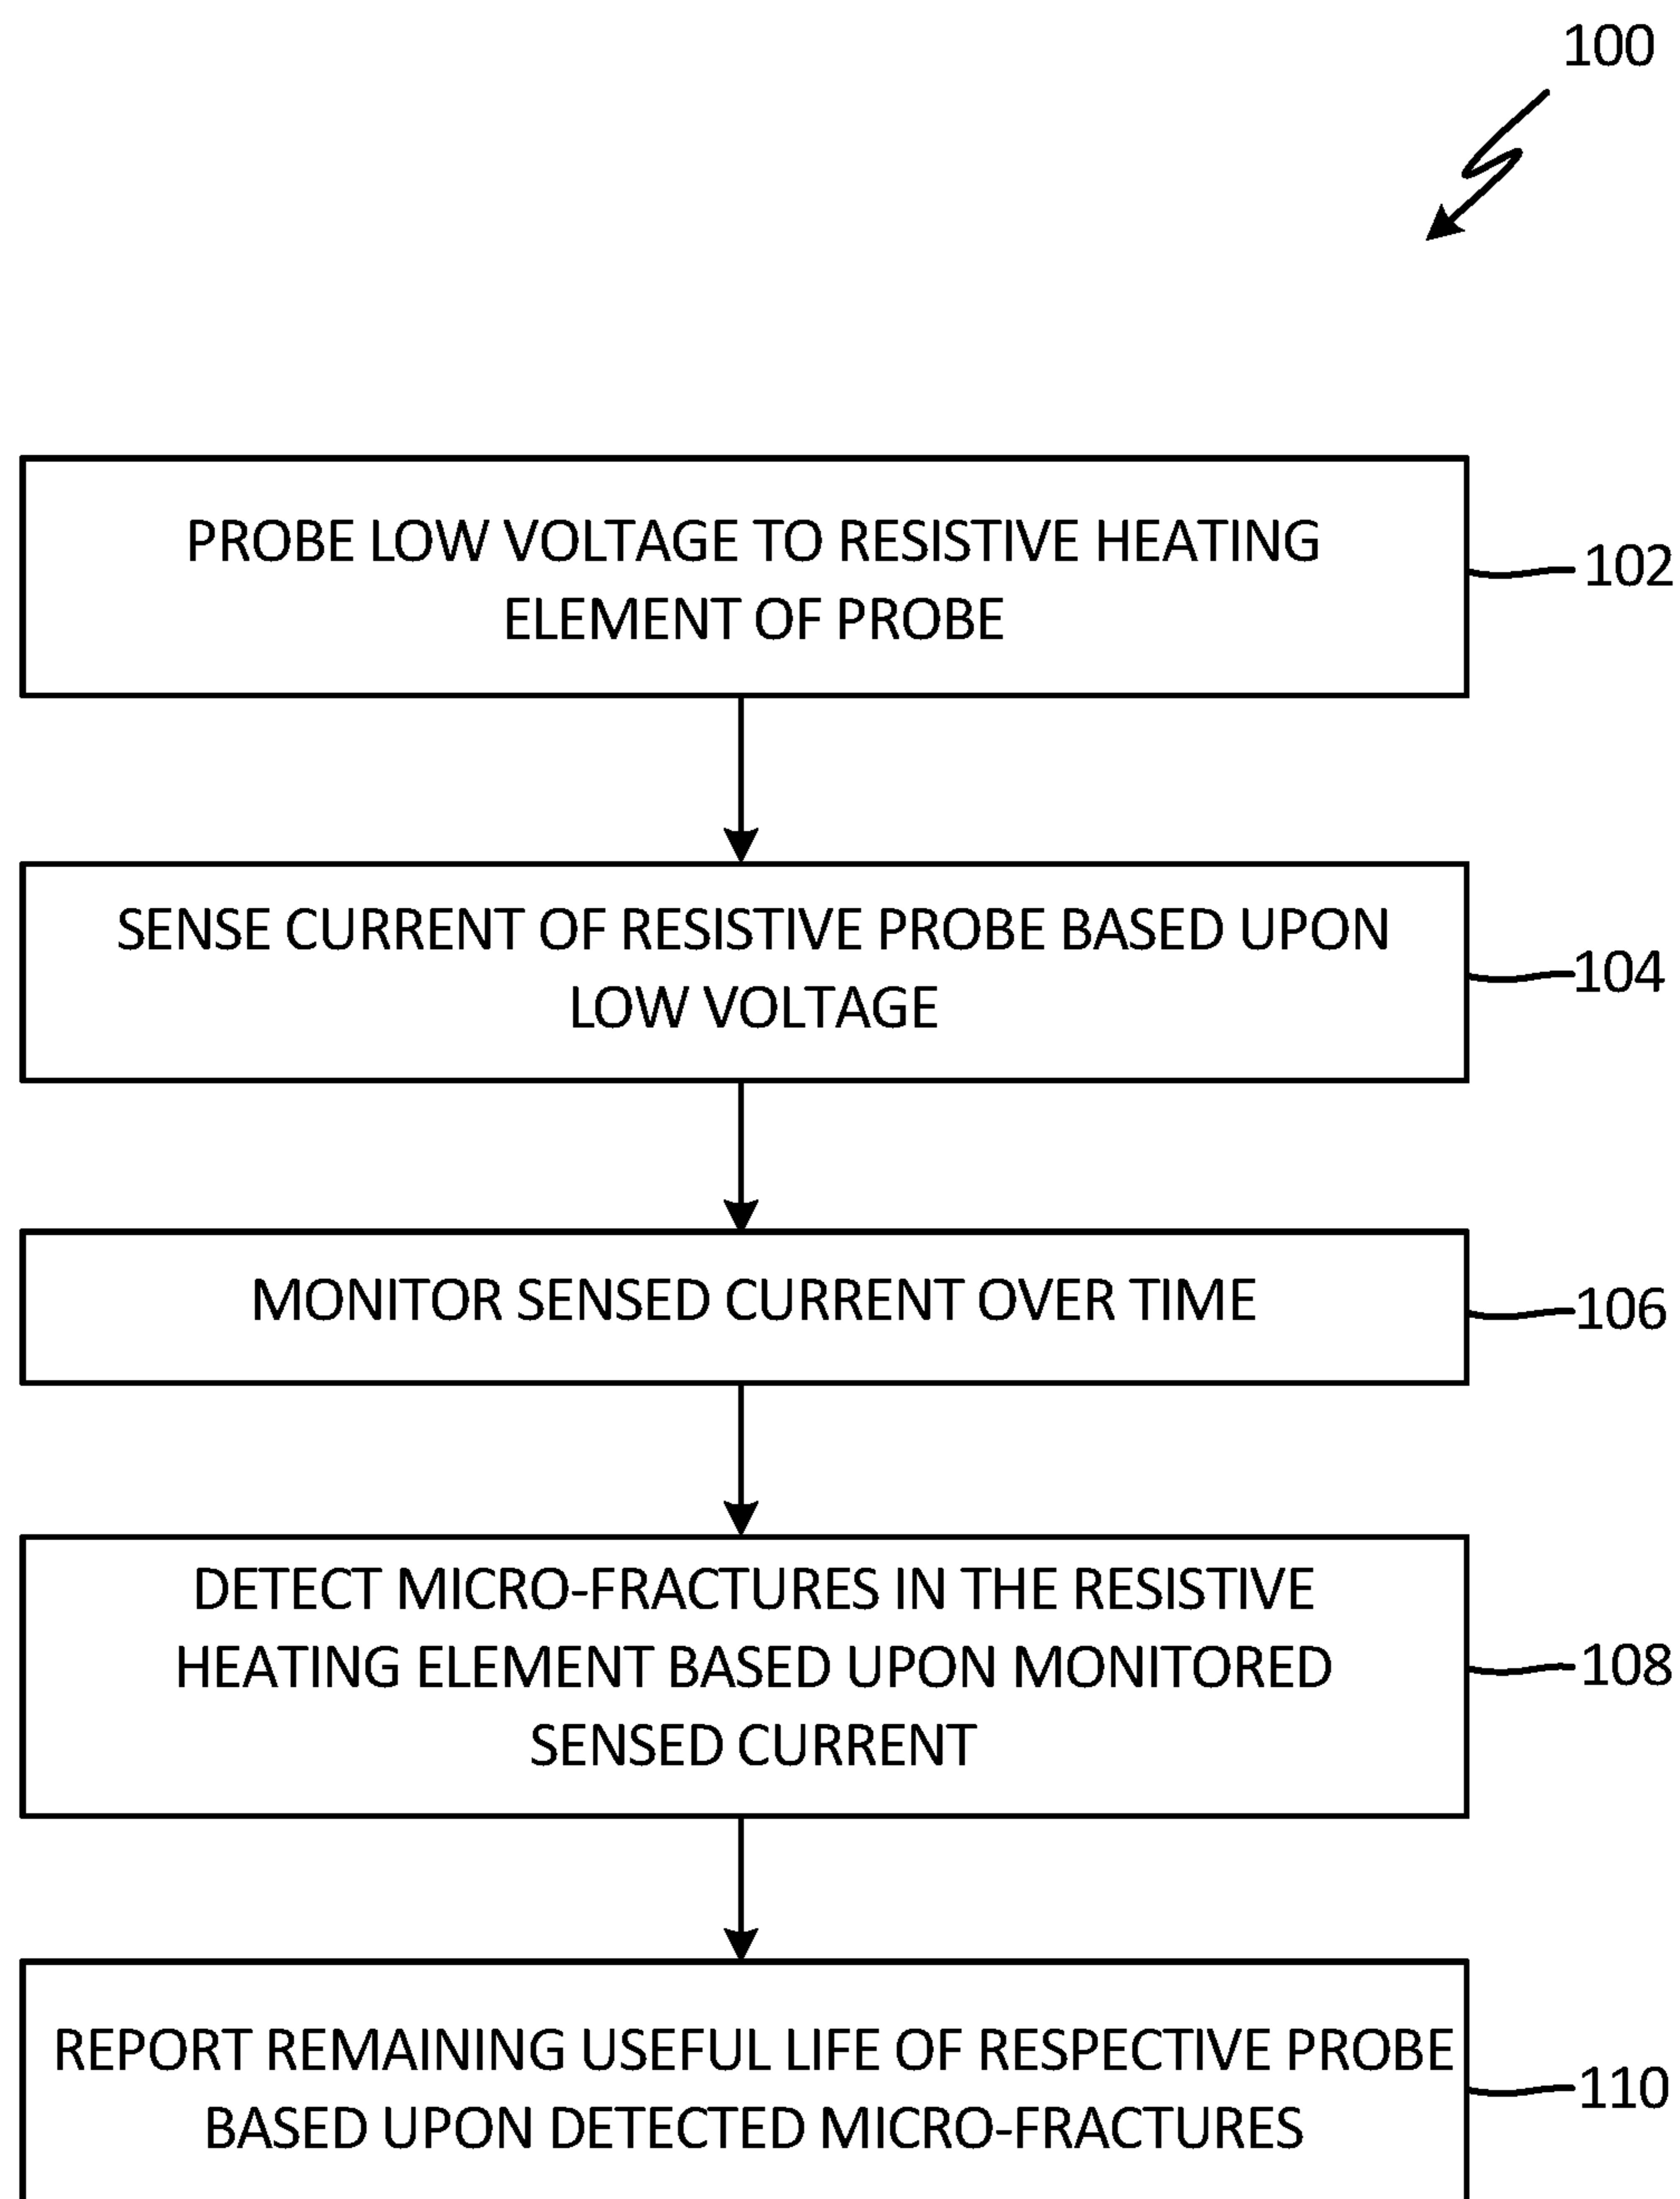 100
PROBE LOW VOLTAGE TO RESISTIVE HEATING
ELEMENT OF PROBE
102
SENSE CURRENT OF RESISTIVE PROBE BASED UPON
LOW VOLTAGE
104
MONITOR SENSED CURRENT OVER TIME
106
DETECT MICRO-FRACTURES IN THE RESISTIVE
HEATING ELEMENT BASED UPON MONITORED
SENSED CURRENT
108
REPORT REMAINING USEFUL LIFE OF RESPECTIVE PROBE
BASED UPON DETECTED MICRO-FRACTURES
110